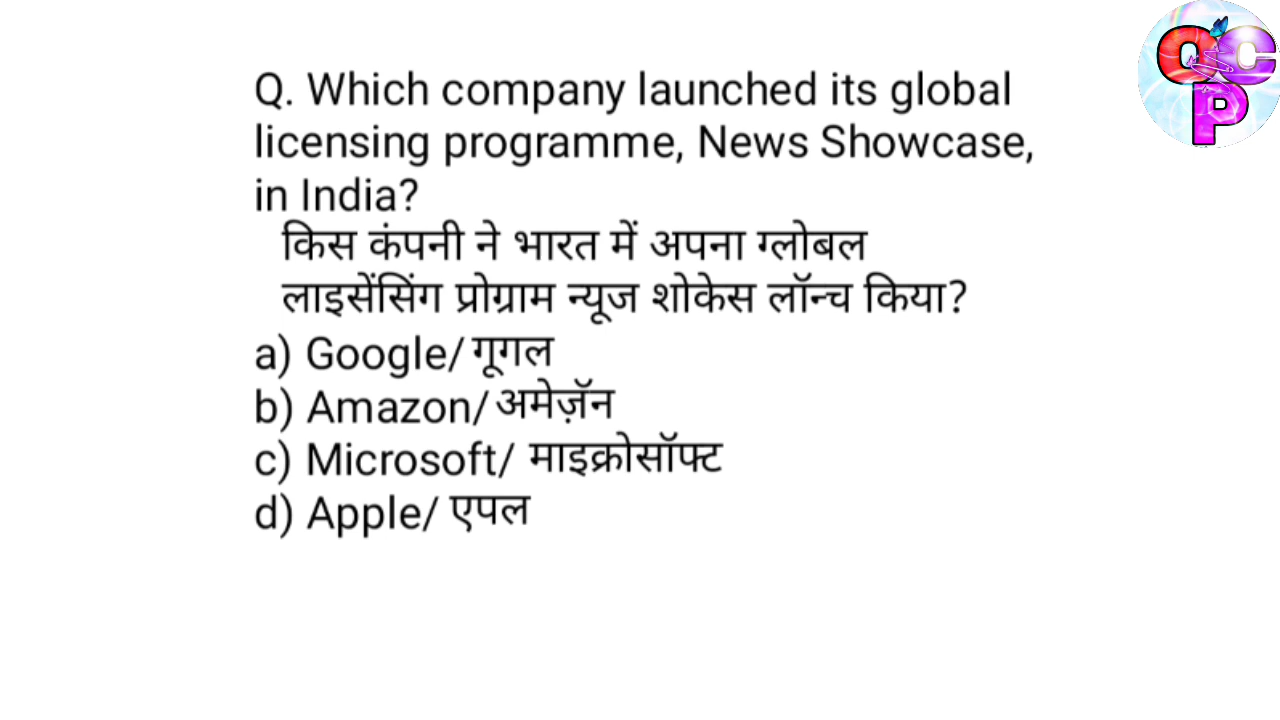 Q. Which company launched its global
licensing programme, News Showcase,
in India?
किस कंपनी ने भारत में अपना ग्लोबल
लाइसेंसिंग प्रोग्राम न्यूज शोकेस लॉन्च किया?
a) Google/ गूगल
b) Amazon/ अमेज़ॅन
c) Microsoft/ माइक्रोसॉफ्ट
d) Apple/ एपल
QC
P